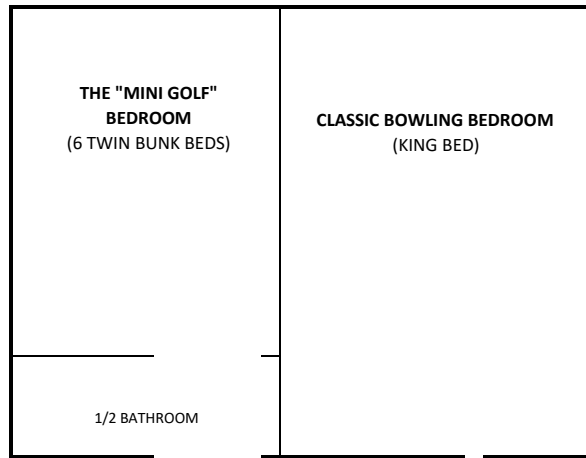 THE "MINI GOLF"
BEDROOM
(6 TWIN BUNK BEDS)
CLASSIC BOWLING BEDROOM
(KING BED)
1/2 BATHROOM